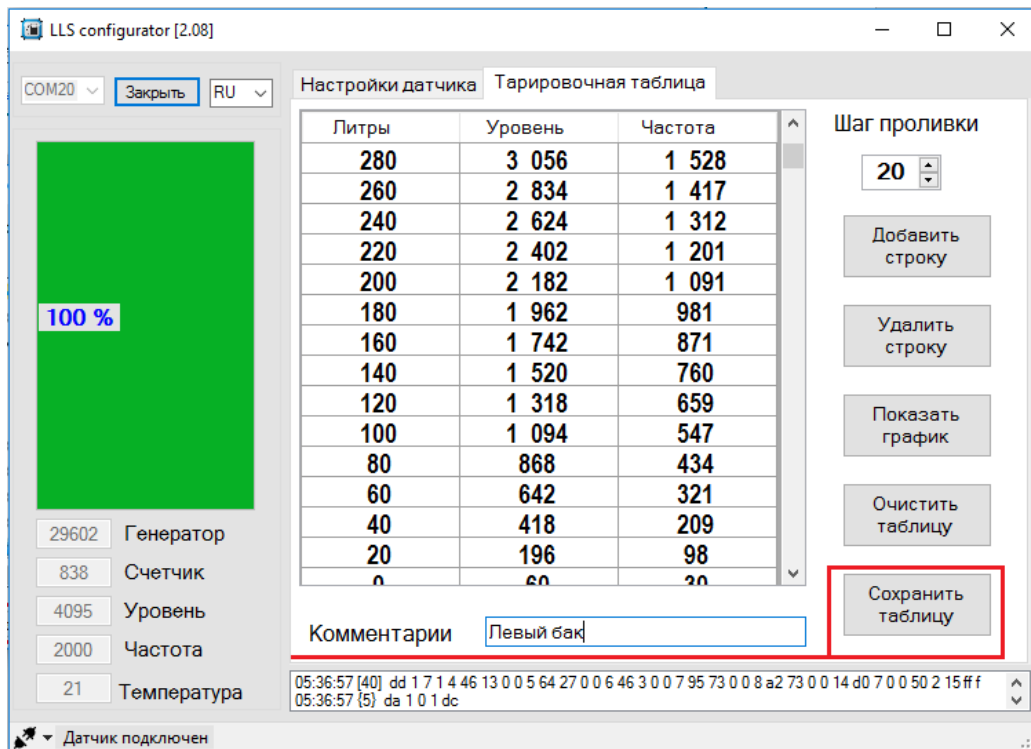 LLS configurator [2.08]
COM20 Закрыть RU
Настройки датчика Тарировочная таблица
Литры Уровень Частота
280 3 056 1 528
260 2 834 1 417
240 2 624 1 312
220 2 402 1 201
200 2 182 1 091
180 1 962 981
160 1 742 871
140 1 520 760
120 1 318 659
100 1 094 547
80 868 434
60 642 321
40 418 209
20 196 98
0 60 30
Шаг проливки
20
Добавить
строку
Удалить
строку
Показать
график
Очистить
таблицу
Сохранить
таблицу
100 %
29602 Генератор
838 Счетчик
4095 Уровень
2000 Частота
21 Температура
Комментарии Левый бак
05:36:57 [40] dd 1 7 1 4 46 13 0 0 5 64 27 0 0 6 46 3 0 0 7 95 73 0 0 8 a2 73 0 0 14 d0 7 0 0 50 2 15 ff f
05:36:57 {5} da 1 0 1 dc
Датчик подключен